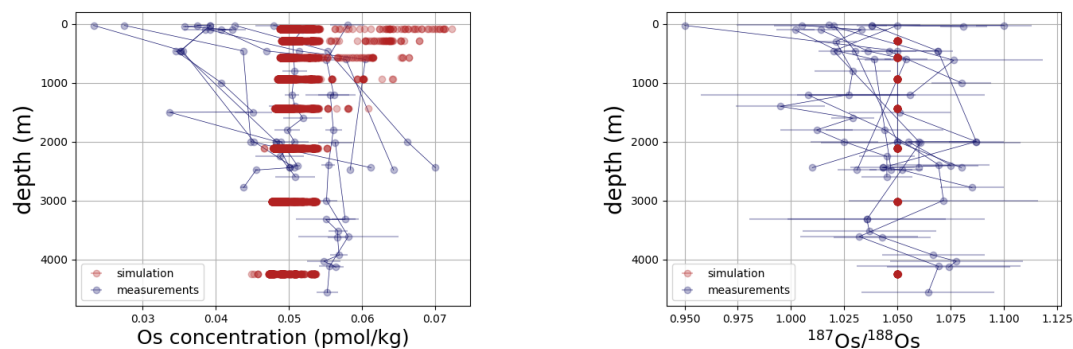 0
1000
2000
3000
4000
depth (m)
simulation
measurements
0.03
0.04
0.05
0.06
0.07
Os concentration (pmol/kg)
0
1000
2000
3000
4000
depth (m)
simulation
measurements
0.950
0.975
1.000
1.025
1.050
1.075
1.100
1.125
¹⁸⁷Os/¹⁸⁸Os